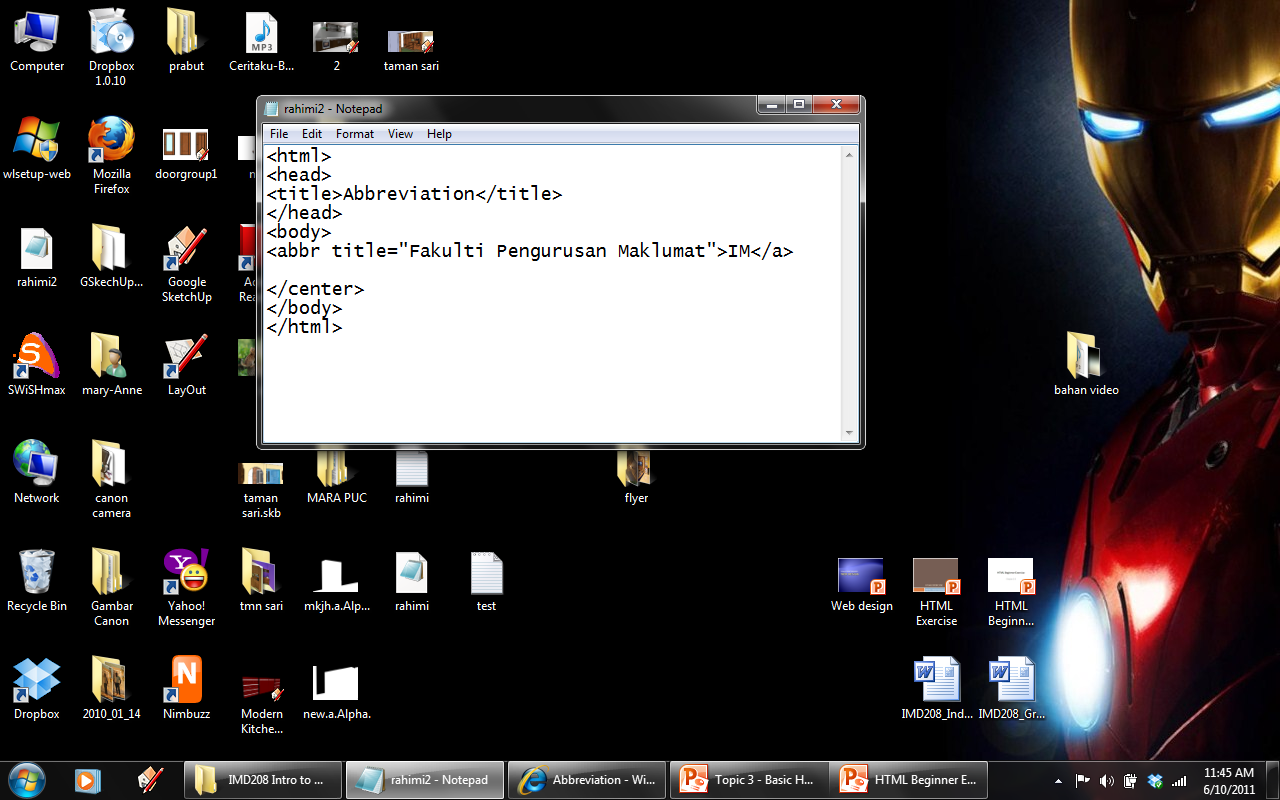 Computer
Dropbox 1.0.10
prabut
Ceritaku-B...
2
taman sari
MP3
wlsetup-web
Mozilla Firefox
doorgroup1
rahimi2
GSkechUp...
Google SketchUp
SWiSHmax
mary-Anne
LayOut
rahimi2 - Notepad
File Edit Format View Help
<html>
<head>
<title>Abbreviation</title>
</head>
<body>
<abbr title="Fakulti Pengurusan Maklumat">IM</a>
</center>
</body>
</html>
bahan video
Network
canon camera
taman sari.skb
MARA PUC
rahimi
flyer
Recycle Bin
Gambar Canon
Yahoo! Messenger
tmn sari
mkjh.a.Alp...
rahimi
test
Web design
HTML Exercise
HTML Beginn...
Dropbox
2010_01_14
Nimbuzz
Modern Kitche...
new.a.Alpha.
IMD208_Ind...
IMD208_Gr...
IMD208 Intro to ...
rahimi2 - Notepad
Abbreviation - Wi...
Topic 3 - Basic H...
HTML Beginner E...
11:45 AM
6/10/2011